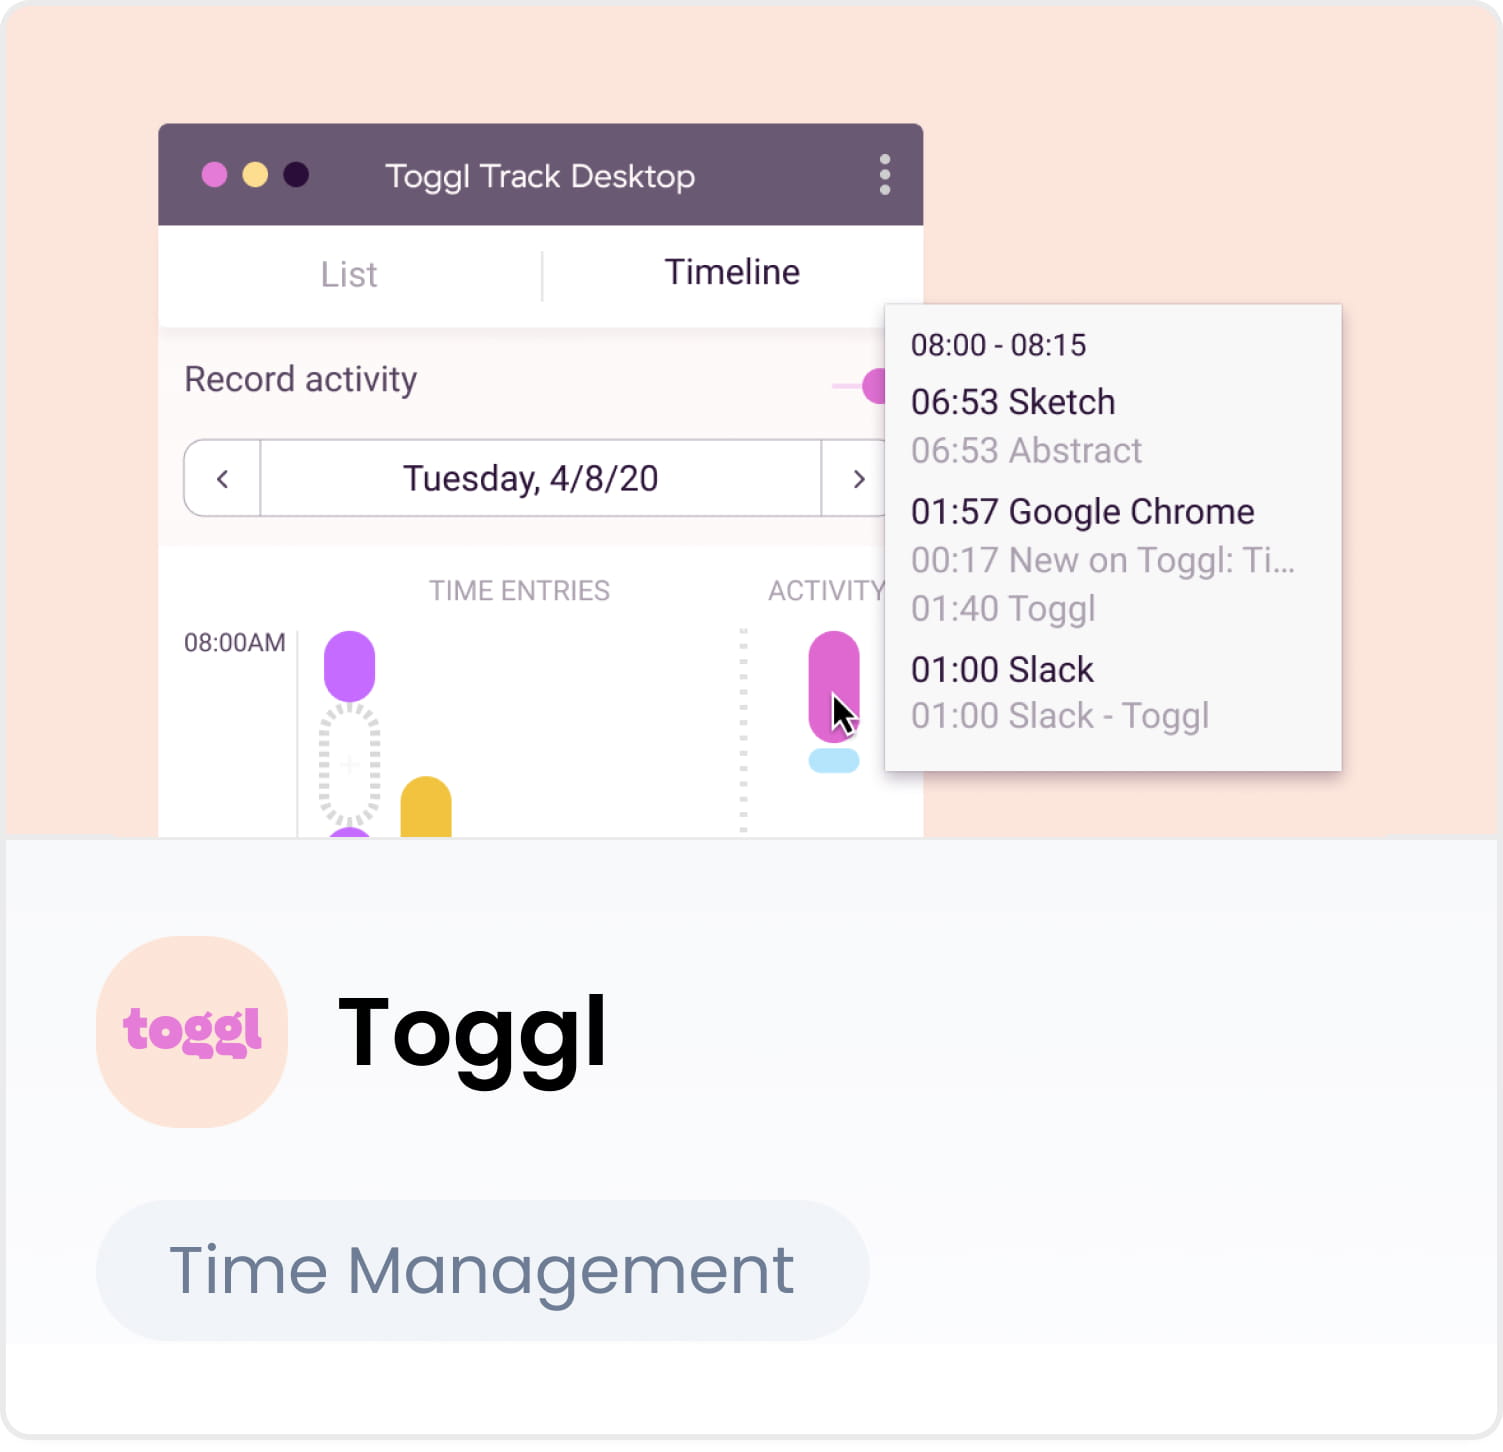 Toggl Track Desktop
List
Timeline
Record activity
Tuesday, 4/8/20
TIME ENTRIES
ACTIVITY
08:00AM
08:00 - 08:15
06:53 Sketch
06:53 Abstract
01:57 Google Chrome
00:17 New on Toggl: Ti...
01:40 Toggl
01:00 Slack
01:00 Slack - Toggl
toggl
Toggl
Time Management